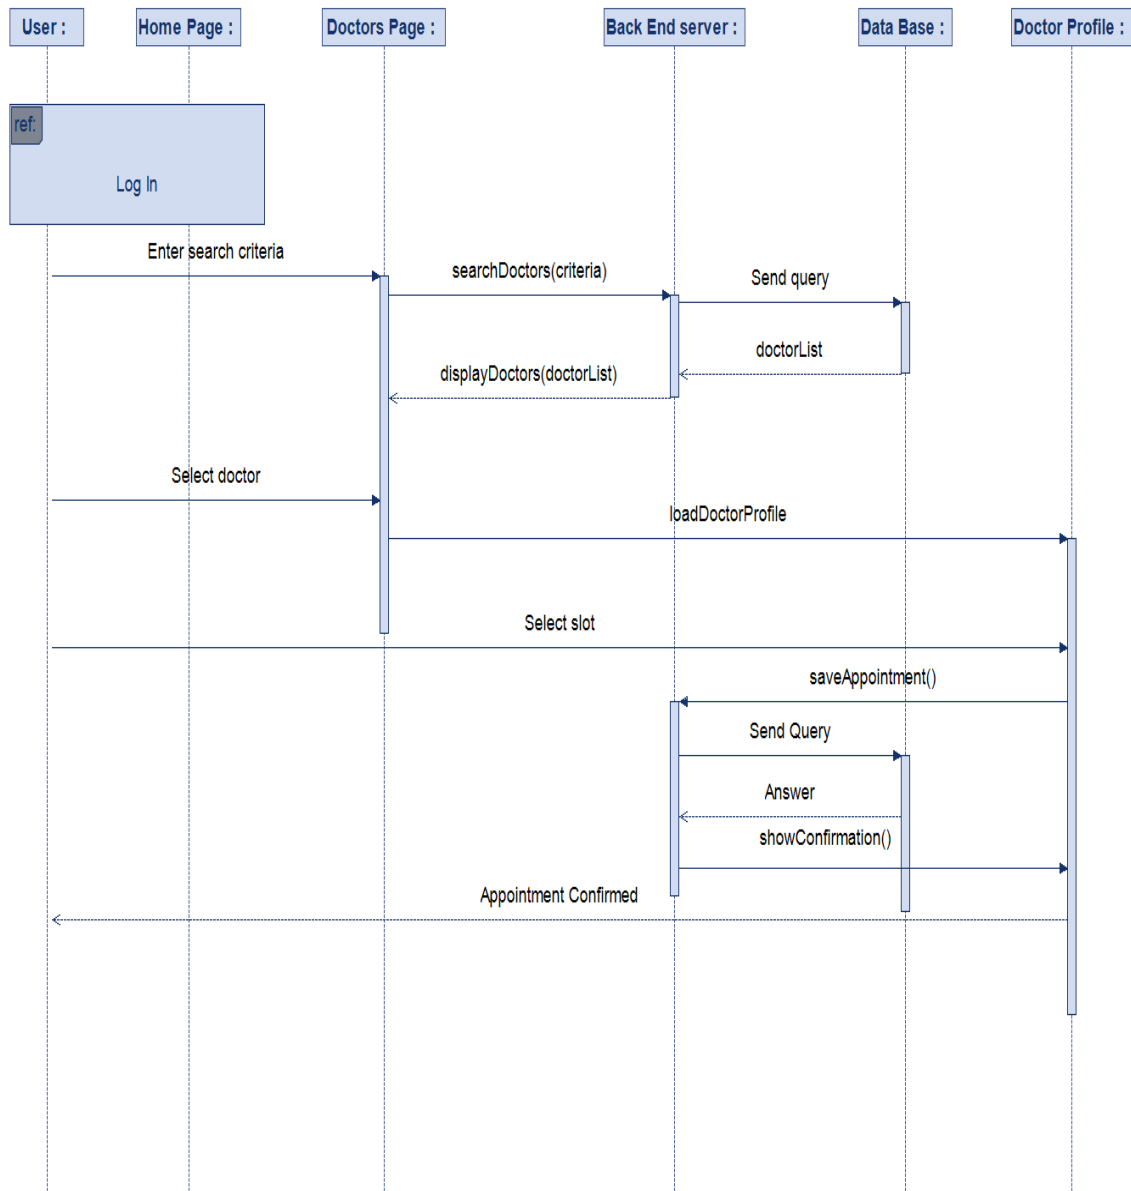 User :
Home Page :
Doctors Page :
Back End server :
Data Base :
Doctor Profile :
ref:
Log In
Enter search criteria
searchDoctors(criteria)
Send query
doctorList
displayDoctors(doctorList)
Select doctor
loadDoctorProfile
Select slot
saveAppointment()
Send Query
Answer
showConfirmation()
Appointment Confirmed